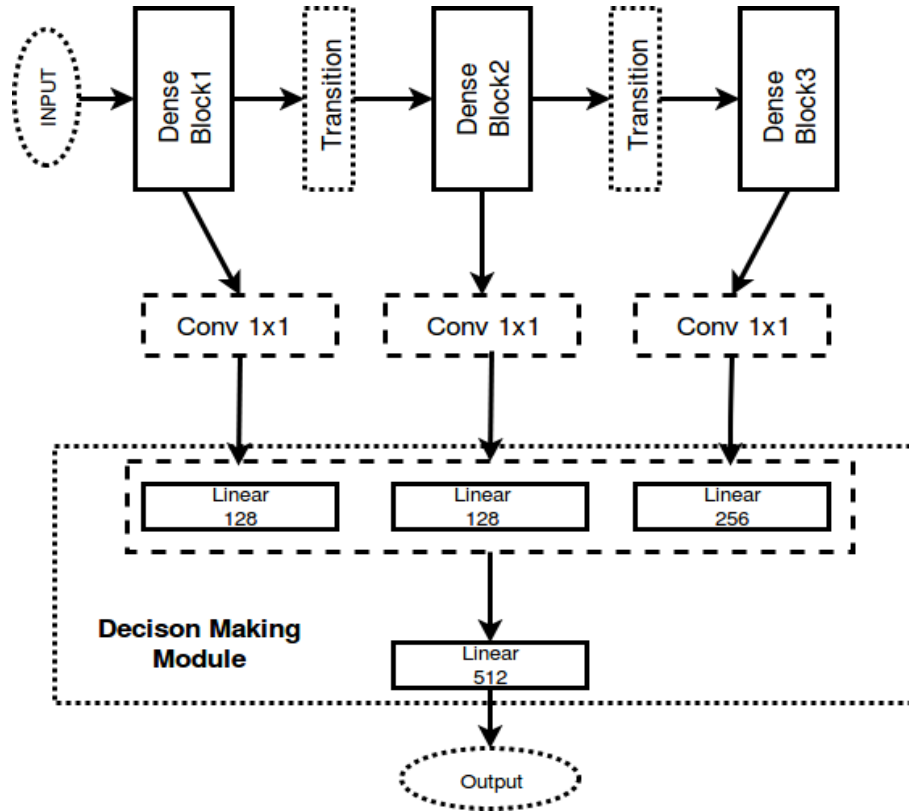 INPUT
Dense
Block1
Transition
Dense
Block2
Transition
Dense
Block3
Conv 1x1
Conv 1x1
Conv 1x1
Linear
128
Linear
128
Linear
256
Decison Making
Module
Linear
512
Output